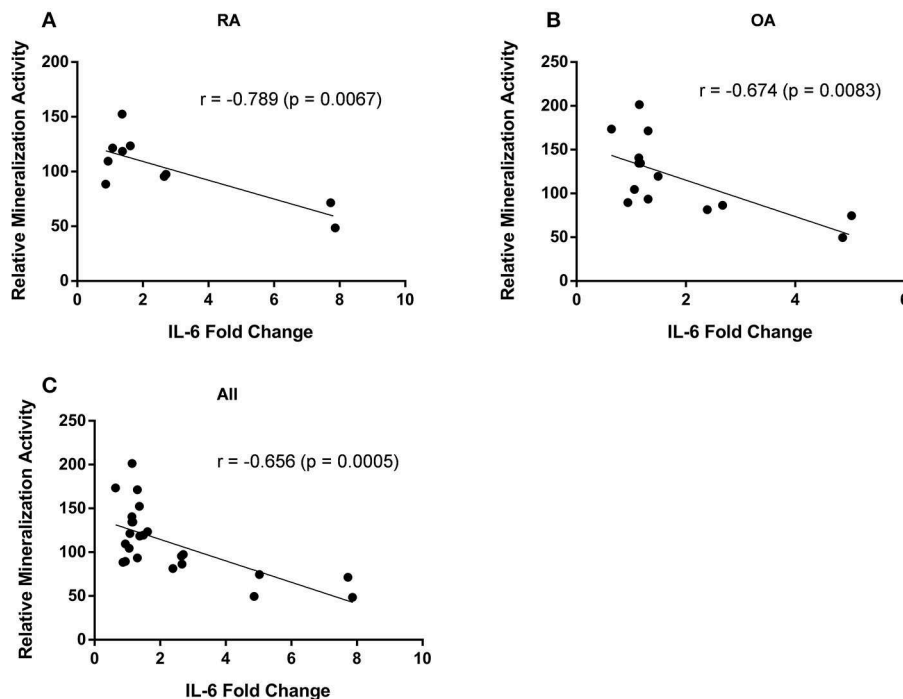 A
RA
Relative Mineralization Activity
200
150
100
50
0
r = -0.789 (p = 0.0067)
0 2 4 6 8 10
IL-6 Fold Change
B
OA
Relative Mineralization Activity
250
200
150
100
50
0
r = -0.674 (p = 0.0083)
0 2 4 6
IL-6 Fold Change
C
All
Relative Mineralization Activity
250
200
150
100
50
0
r = -0.656 (p = 0.0005)
0 2 4 6 8 10
IL-6 Fold Change